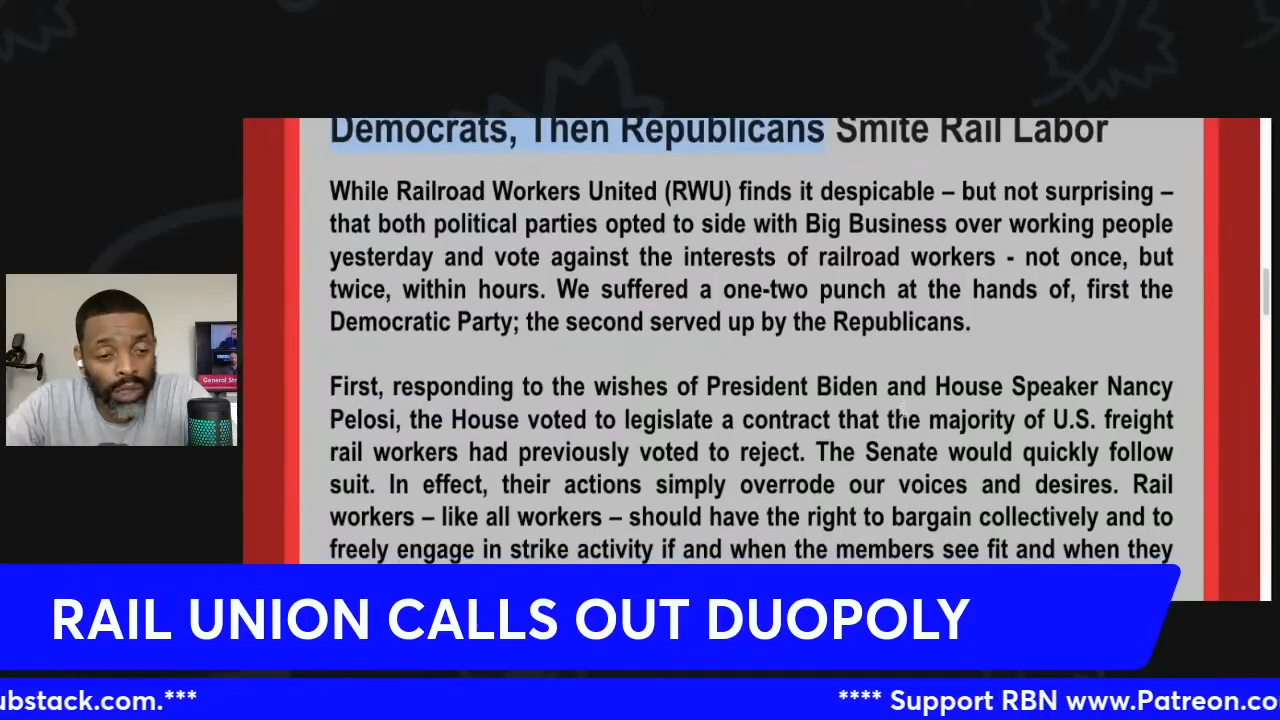 Democrats, Then Republicans Smite Rail Labor
While Railroad Workers United (RWU) finds it despicable – but not surprising –
that both political parties opted to side with Big Business over working people
yesterday and vote against the interests of railroad workers - not once, but
twice, within hours. We suffered a one-two punch at the hands of, first the
Democratic Party; the second served up by the Republicans.
First, responding to the wishes of President Biden and House Speaker Nancy
Pelosi, the House voted to legislate a contract that the majority of U.S. freight
rail workers had previously voted to reject. The Senate would quickly follow
suit. In effect, their actions simply overrode our voices and desires. Rail
workers – like all workers – should have the right to bargain collectively and to
freely engage in strike activity if and when the members see fit and when they
General Str
RAIL UNION CALLS OUT DUOPOLY
ubstack.com.*** **** Support RBN www.Patreon.co